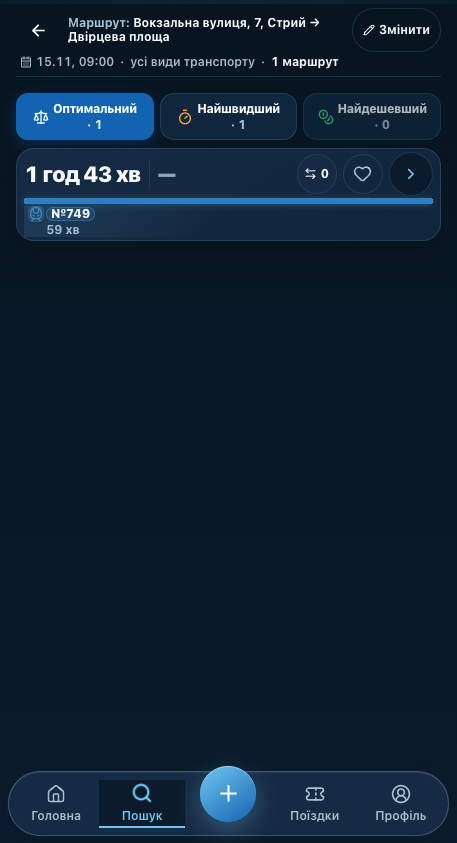 Маршрут: Вокзальна вулиця, 7, Стрий →
Двірцева площа
Змінити
15.11, 09:00 · усі види транспорту · 1 маршрут
Оптимальний
· 1
Найшвидший
· 1
Найдешевший
· 0
1 год 43 хв —
0
№749
59 хв
Головна
Пошук
Поїздки
Профіль